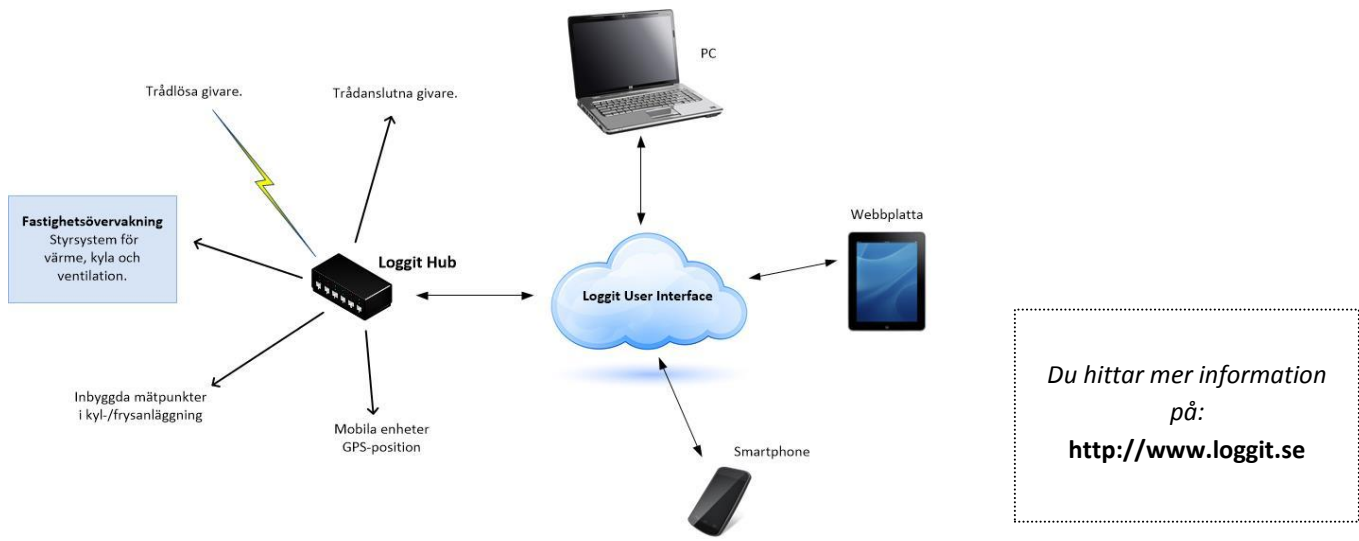 PC
Trådlösa givare.
Trådanslutna givare.
Webbplatta
Fastighetsövervakning
Styrsystem för
värme, kyla och
ventilation.
Loggit Hub
Loggit User Interface
Du hittar mer information
på:
http://www.loggit.se
Inbyggda mätpunkter
i kyl-/frysanläggning
Mobila enheter
GPS-position
Smartphone